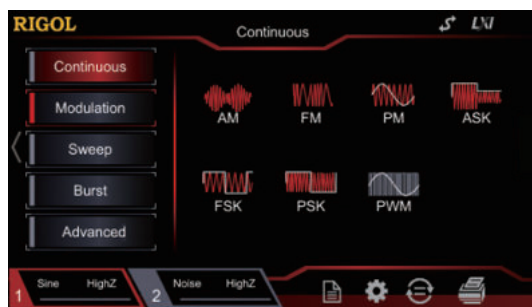 RIGOL
Continuous
LXI
Continuous
Modulation
Sweep
Burst
Advanced
AM
FM
PM
ASK
FSK
PSK
PWM
1 Sine HighZ
2 Noise HighZ